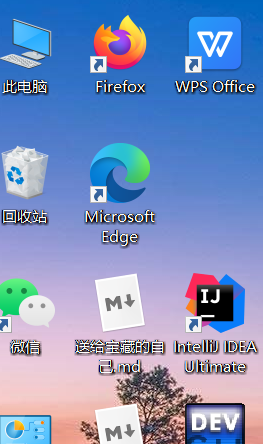 此电脑
Firefox
W
WPS Office
回收站
Microsoft
Edge
微信
M
送给宝藏的自
己.md
IJ
IntelliJ IDEA
Ultimate
M
DEV